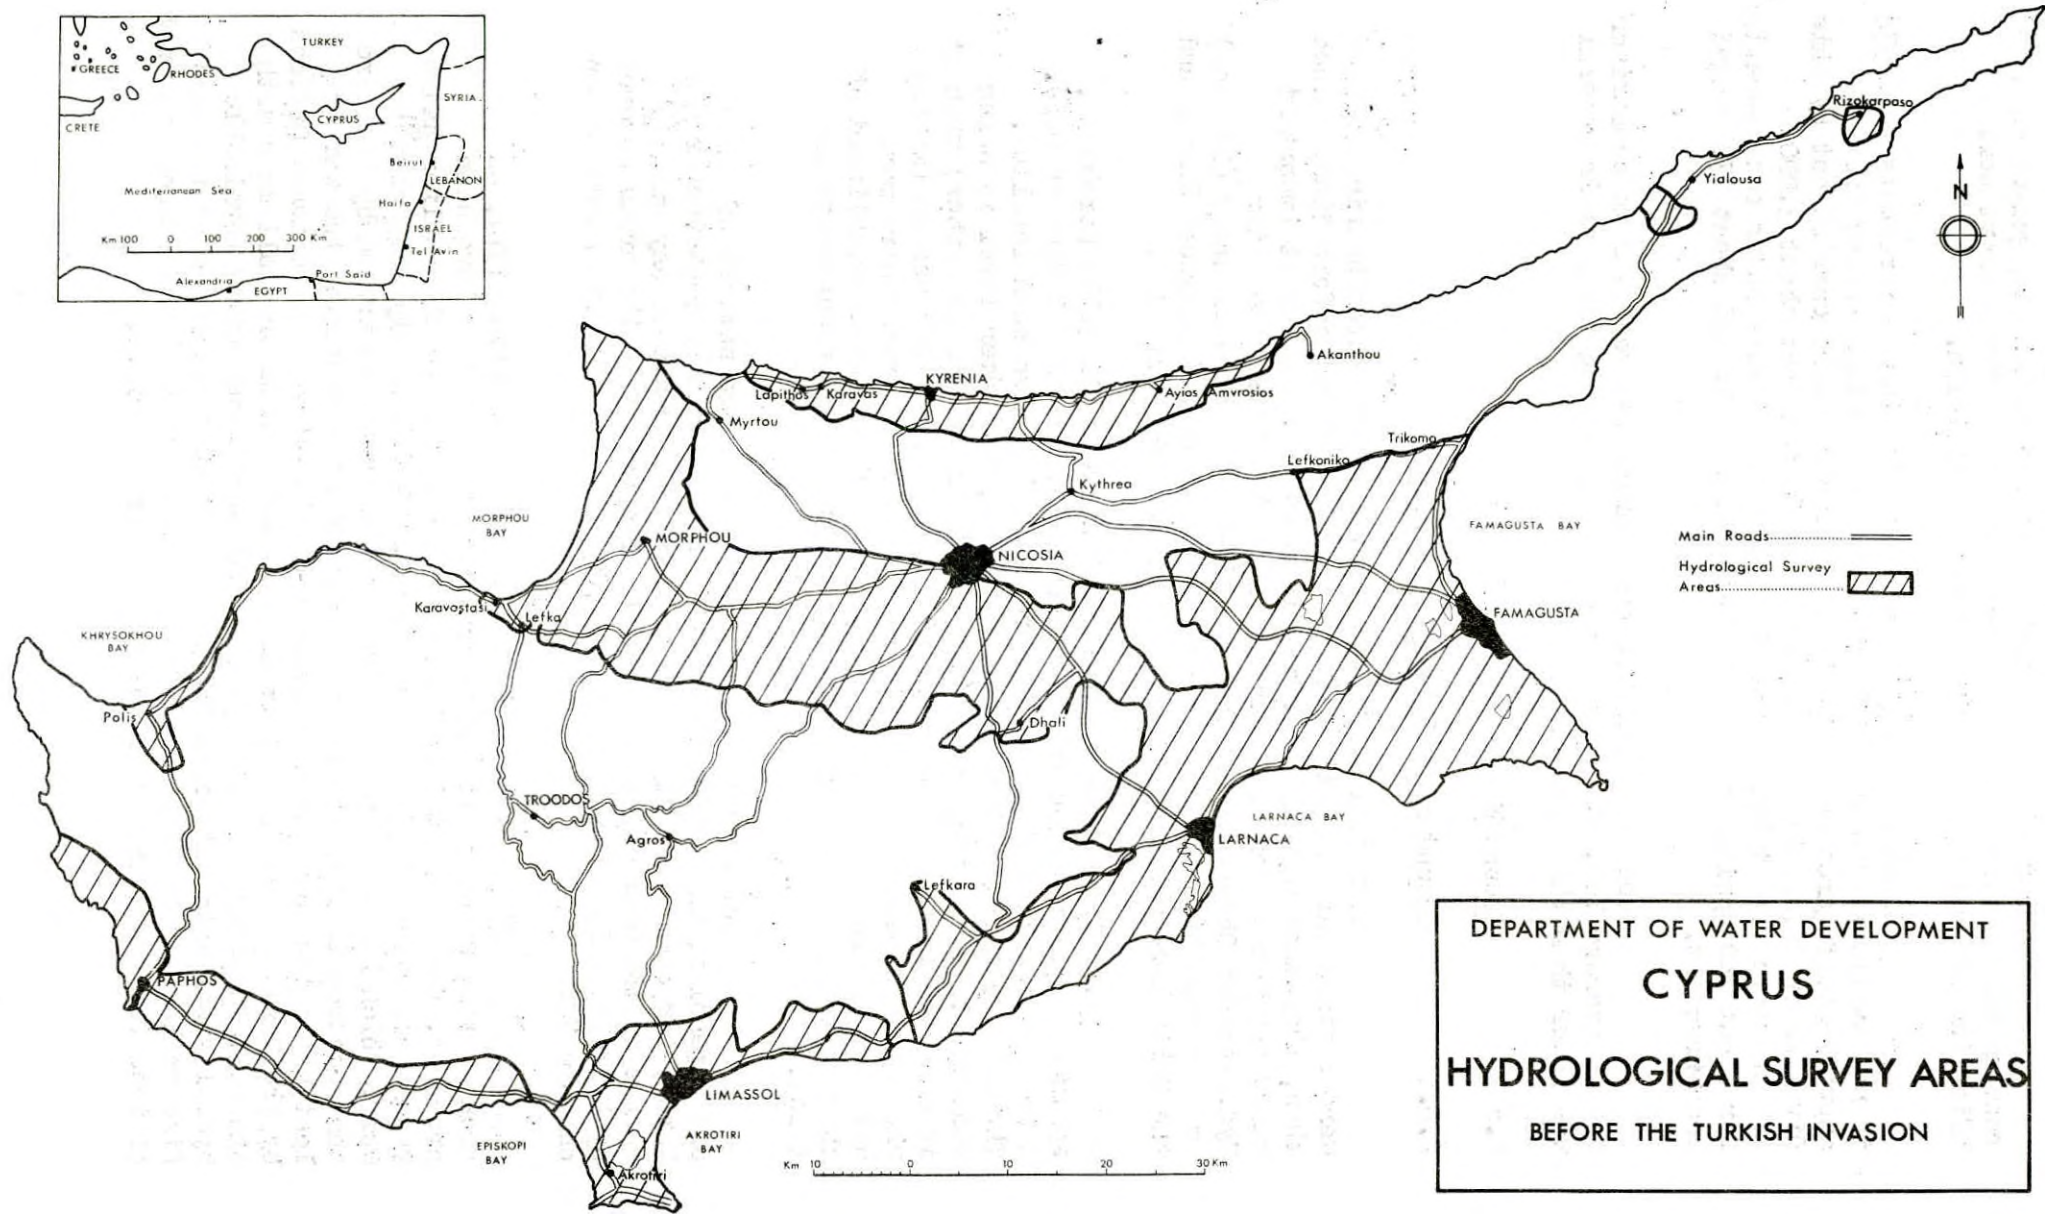 TURKEY
GREECE
RHODES
SYRIA
CYPRUS
CRETE
Beirut
LEBANON
Mediterranean Sea
Haifa
ISRAEL
Km 100 0 100 200 300 Km
Tel Avin
Port Said
Alexandria
EGYPT
Rizokarpaso
Yialousa
N
Akanthou
KYRENIA
Lapithos
Karavas
Ayios Amvrosios
Myrtou
Trikomo
Lefkoniko
Kythrea
MORPHOU
BAY
FAMAGUSTA BAY
MORPHOU
NICOSIA
Main Roads
Hydrological Survey
Areas
Karavostasi
Lefka
FAMAGUSTA
KHRYSOKHOU
BAY
Polis
Dhali
TROODOS
Agros
LARNACA BAY
LARNACA
Lefkara
PAPHOS
LIMASSOL
EPISKOPI
BAY
AKROTIRI
BAY
Akrotiri
Km 10 0 10 20 30 Km
DEPARTMENT OF WATER DEVELOPMENT
CYPRUS
HYDROLOGICAL SURVEY AREAS
BEFORE THE TURKISH INVASION